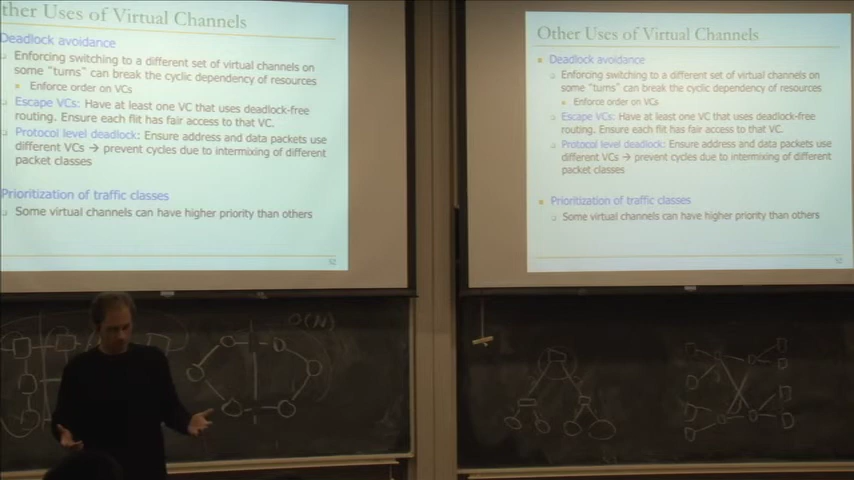 ther Uses of Virtual Channels
Deadlock avoidance
Enforcing switching to a different set of virtual channels on
some "turns" can break the cyclic dependency of resources
Enforce order on VCs
Escape VCs: Have at least one VC that uses deadlock-free
routing. Ensure each flit has fair access to that VC.
Protocol level deadlock: Ensure address and data packets use
different VCs → prevent cycles due to intermixing of different
packet classes
Prioritization of traffic classes
Some virtual channels can have higher priority than others
52
Other Uses of Virtual Channels
Deadlock avoidance
Enforcing switching to a different set of virtual channels on
some "turns" can break the cyclic dependency of resources
Enforce order on VCs
Escape VCs: Have at least one VC that uses deadlock-free
routing. Ensure each flit has fair access to that VC.
Protocol level deadlock: Ensure address and data packets use
different VCs → prevent cycles due to intermixing of different
packet classes
Prioritization of traffic classes
Some virtual channels can have higher priority than others
52
O(N)